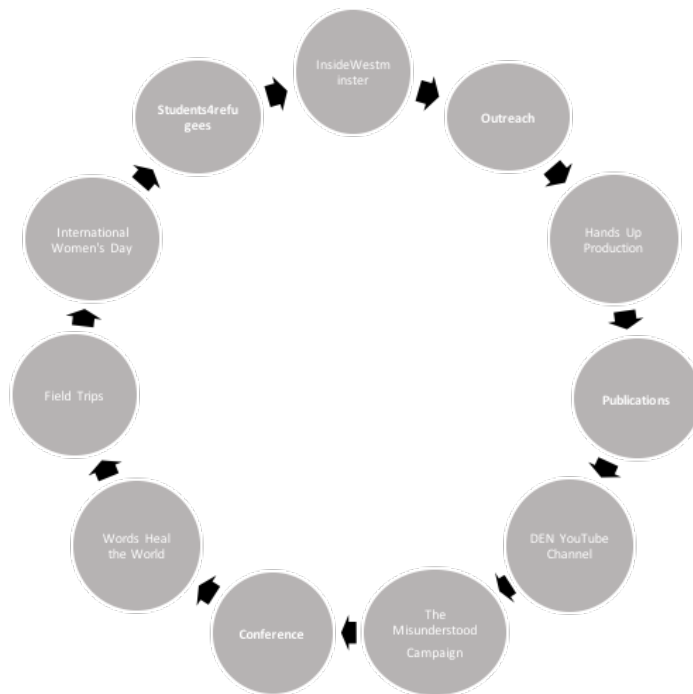 InsideWestm
inster
Outreach
Hands Up
Production
Publications
DEN YouTube
Channel
The
Misunderstood
Campaign
Conference
Words Heal
the World
Field Trips
International
Women's Day
Students4refu
gees